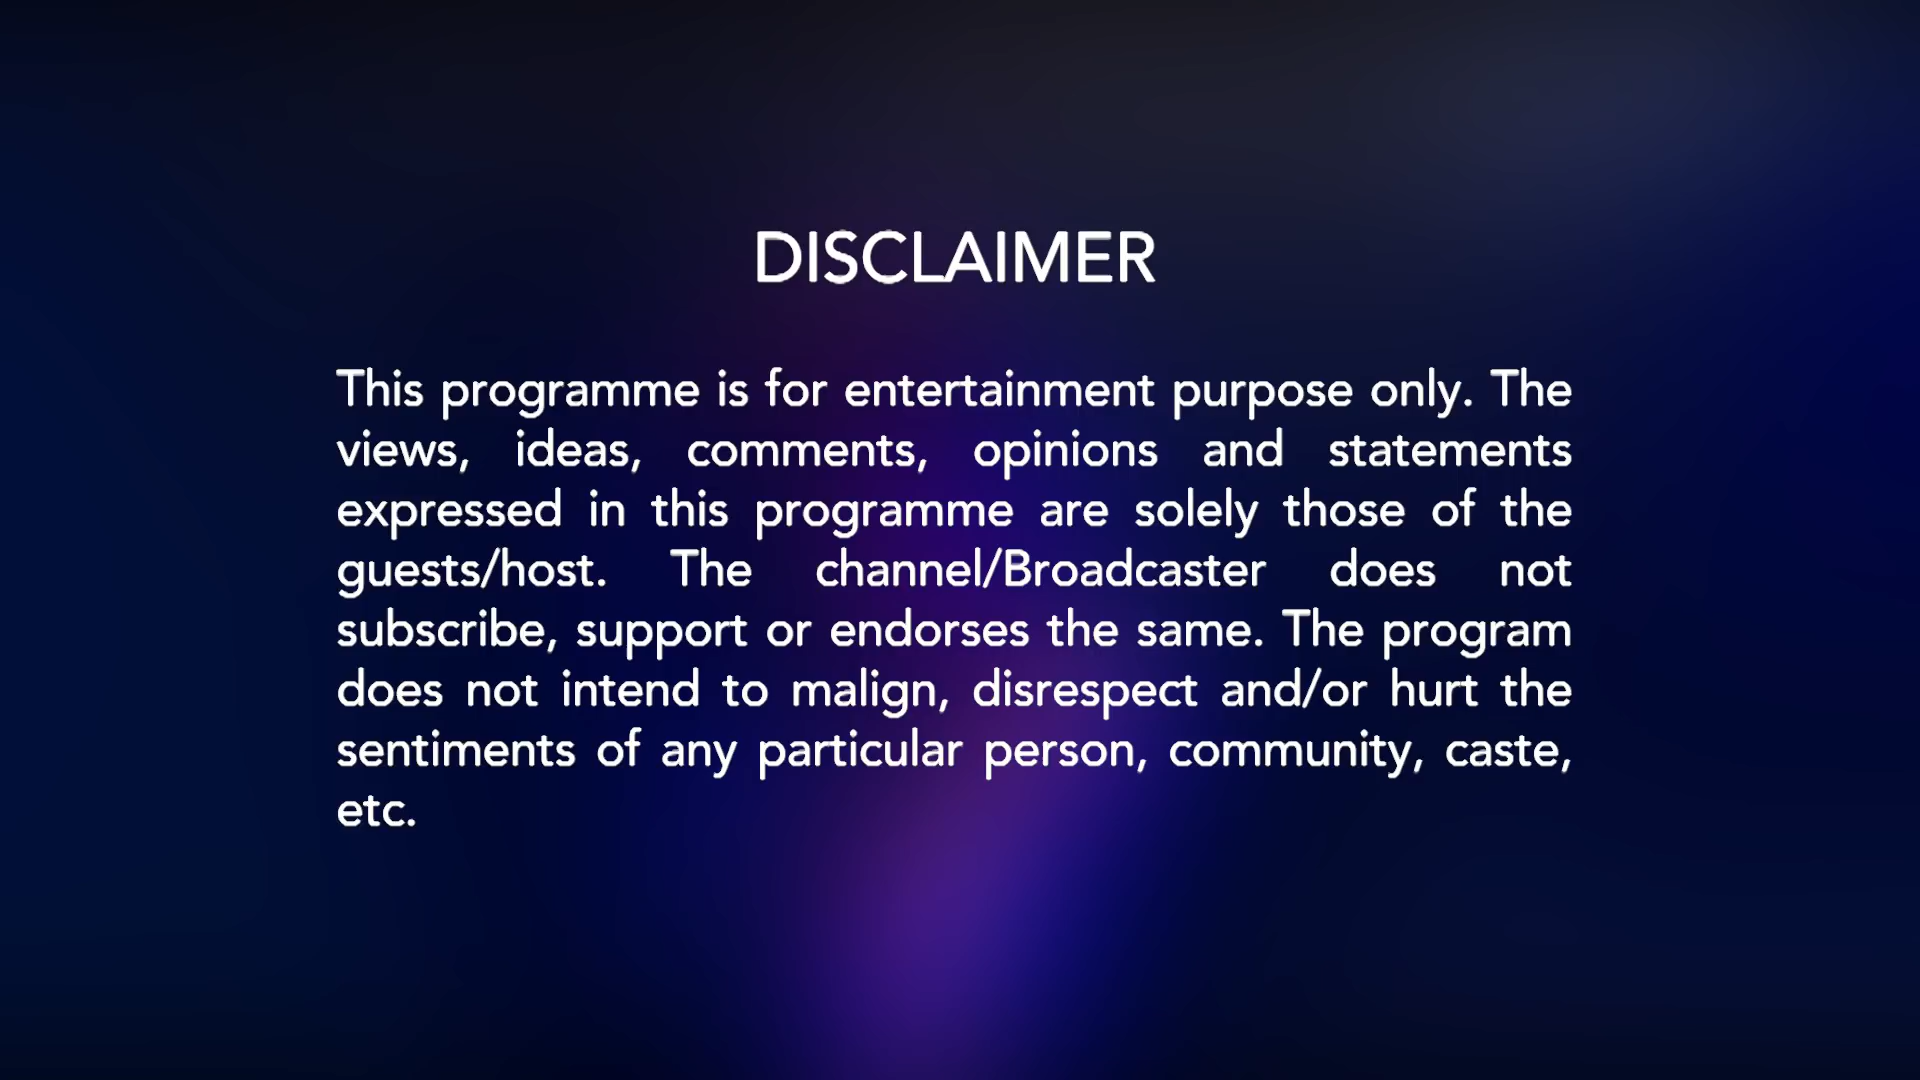 DISCLAIMER
This programme is for entertainment purpose only. The
views, ideas, comments, opinions and statements
expressed in this programme are solely those of the
guests/host. The channel/Broadcaster does not
subscribe, support or endorses the same. The program
does not intend to malign, disrespect and/or hurt the
sentiments of any particular person, community, caste,
etc.